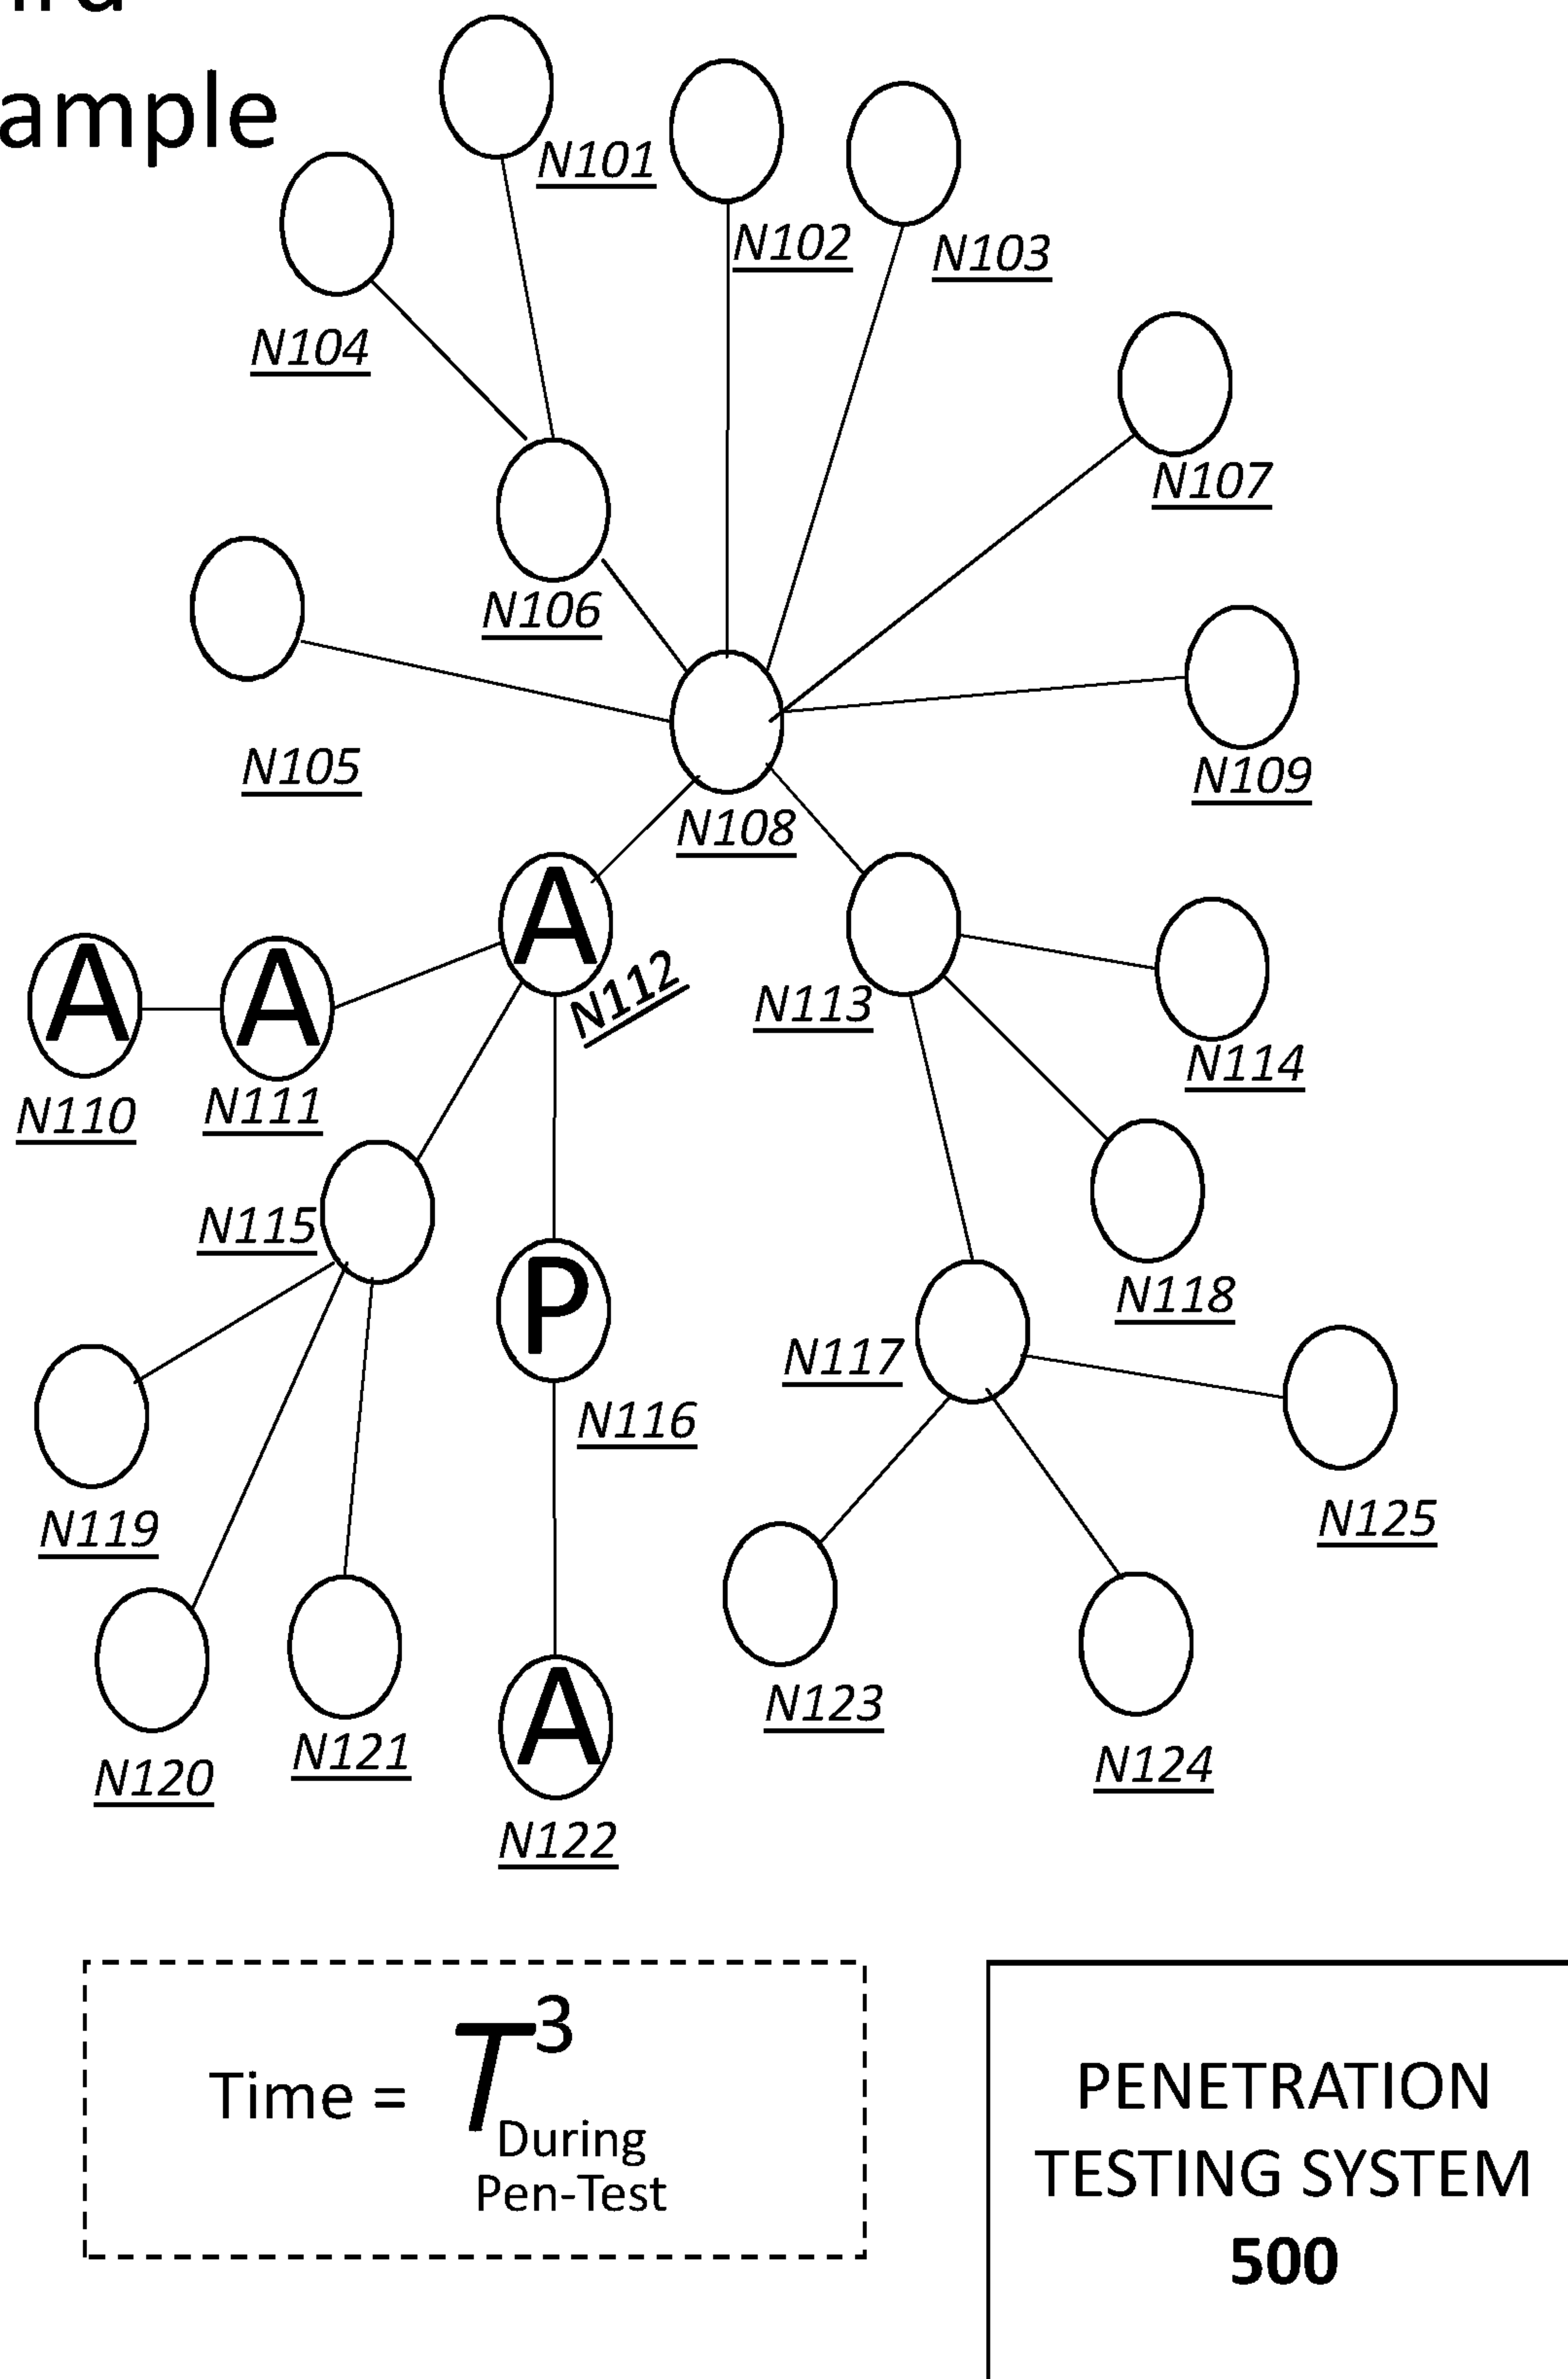 ample
N101
N102
N103
N104
N107
N106
N105
N109
N108
A
N112
A
A
N113
N110
N111
N114
N115
P
N118
N117
N116
N119
N125
A
N123
N120
N121
N124
N122
Time = T³
During
Pen-Test
PENETRATION
TESTING SYSTEM
500